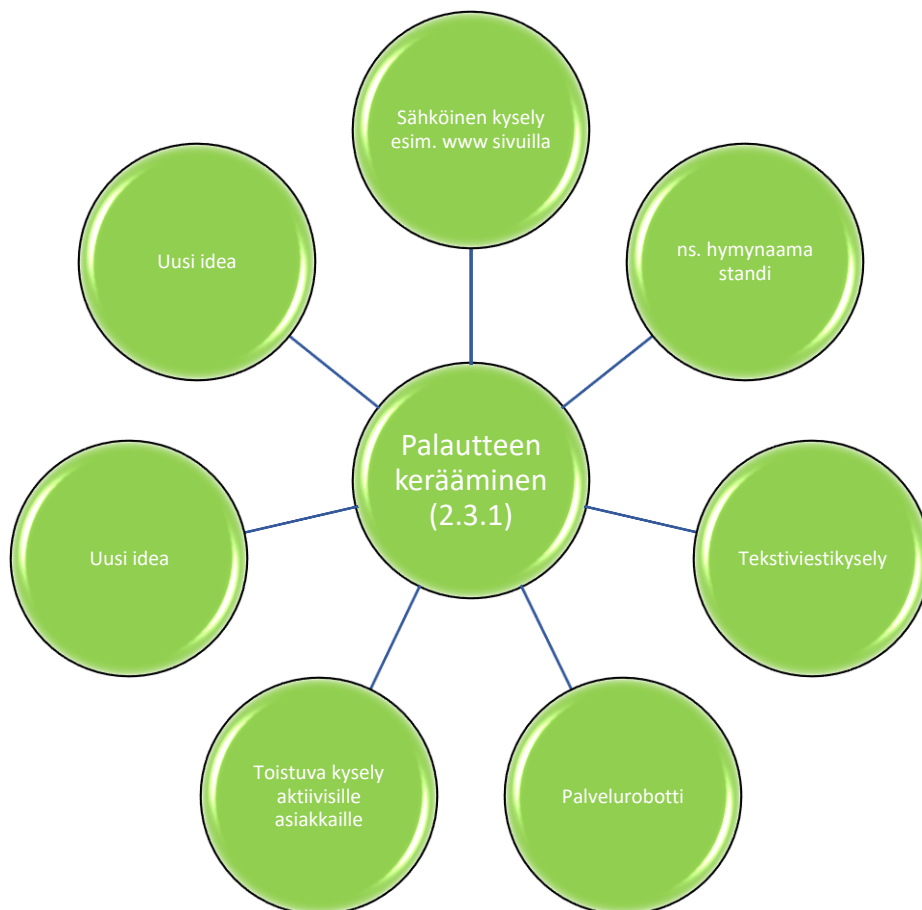 Sähköinen kysely
esim. www sivuilla
ns. hymynaama
standi
Tekstiviestikysely
Palvelurobotti
Toistuva kysely
aktiivisille
asiakkaille
Uusi idea
Uusi idea
Palautteen
kerääminen
(2.3.1)